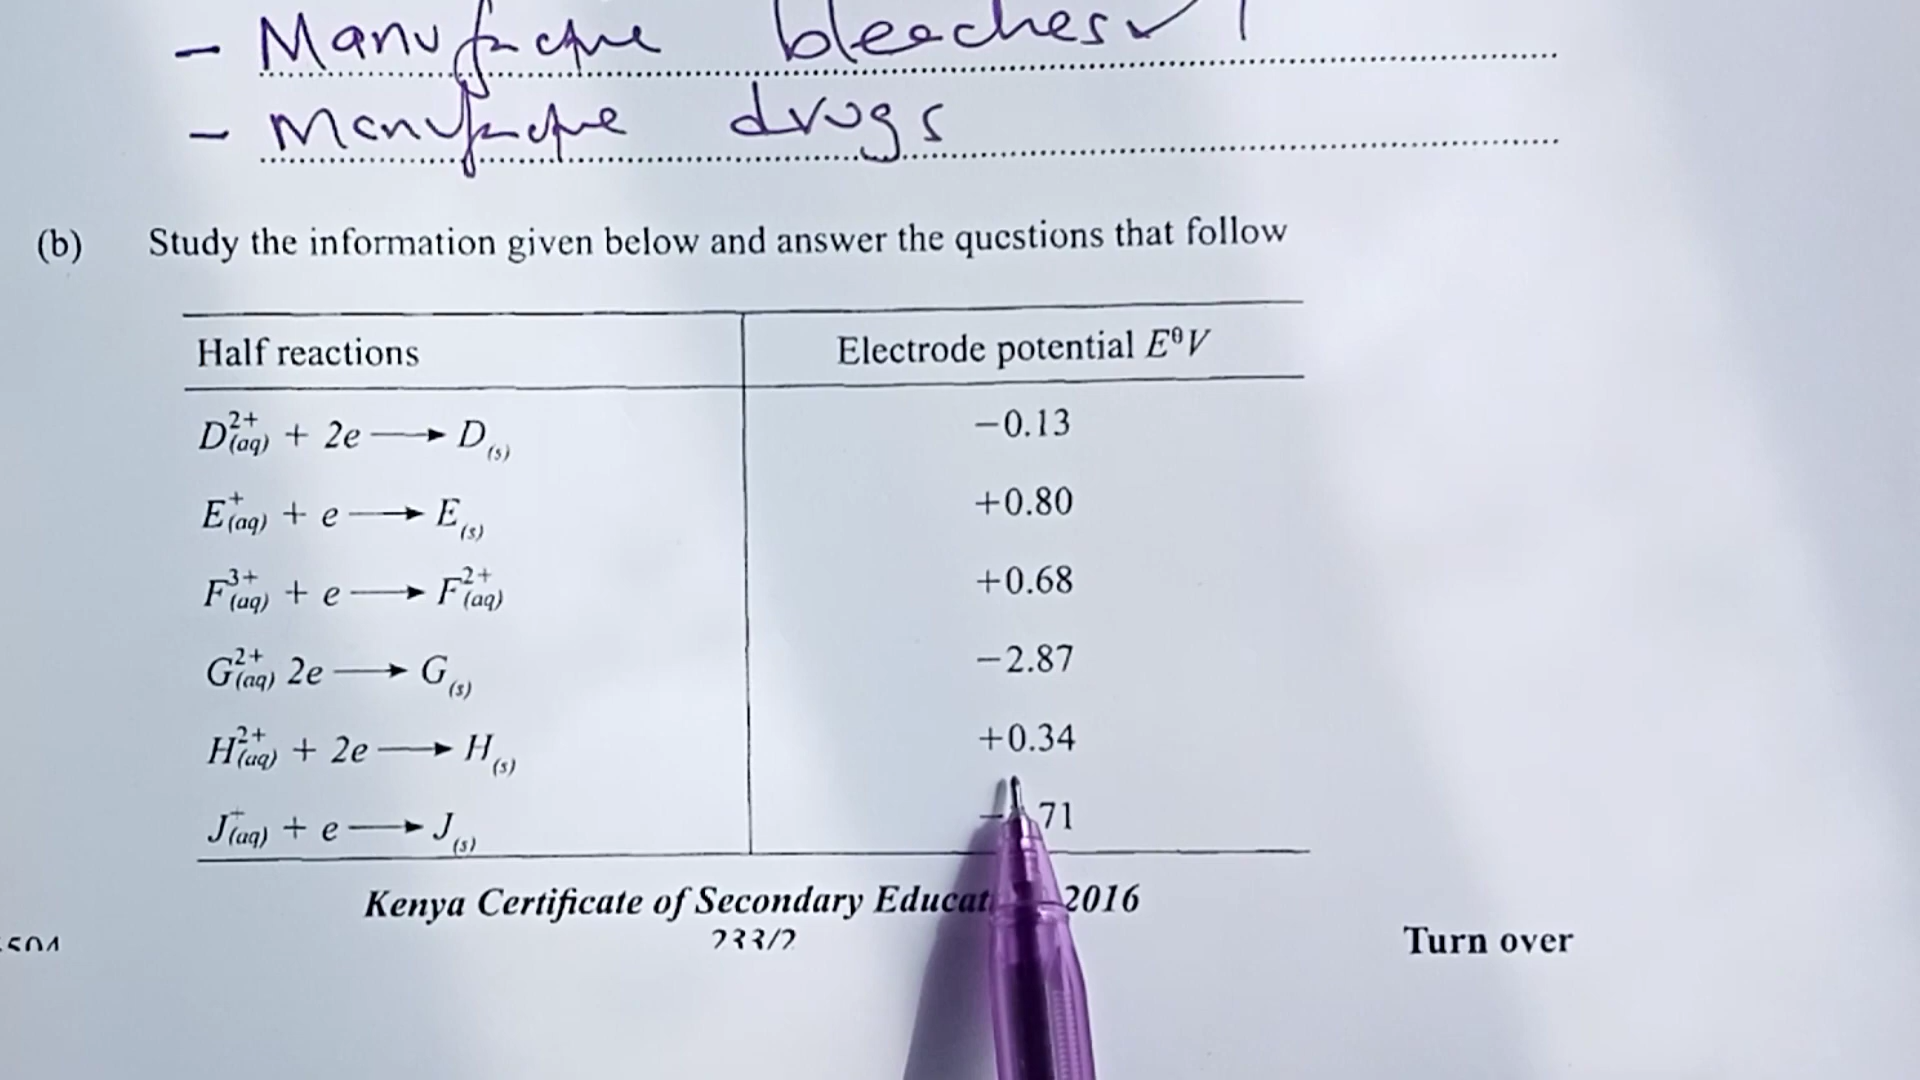 - Manufacture bleaches ✓ 1
- Manufacture drugs
(b) Study the information given below and answer the questions that follow
Half reactions Electrode potential EᶿV
D²⁺(aq) + 2e ⟶ D(s) −0.13
E⁺(aq) + e ⟶ E(s) +0.80
F³⁺(aq) + e ⟶ F²⁺(aq) +0.68
G²⁺(aq) 2e ⟶ G(s) −2.87
H²⁺(aq) + 2e ⟶ H(s) +0.34
J⁺(aq) + e ⟶ J(s) 71
Kenya Certificate of Secondary 2016
233/2
Turn over